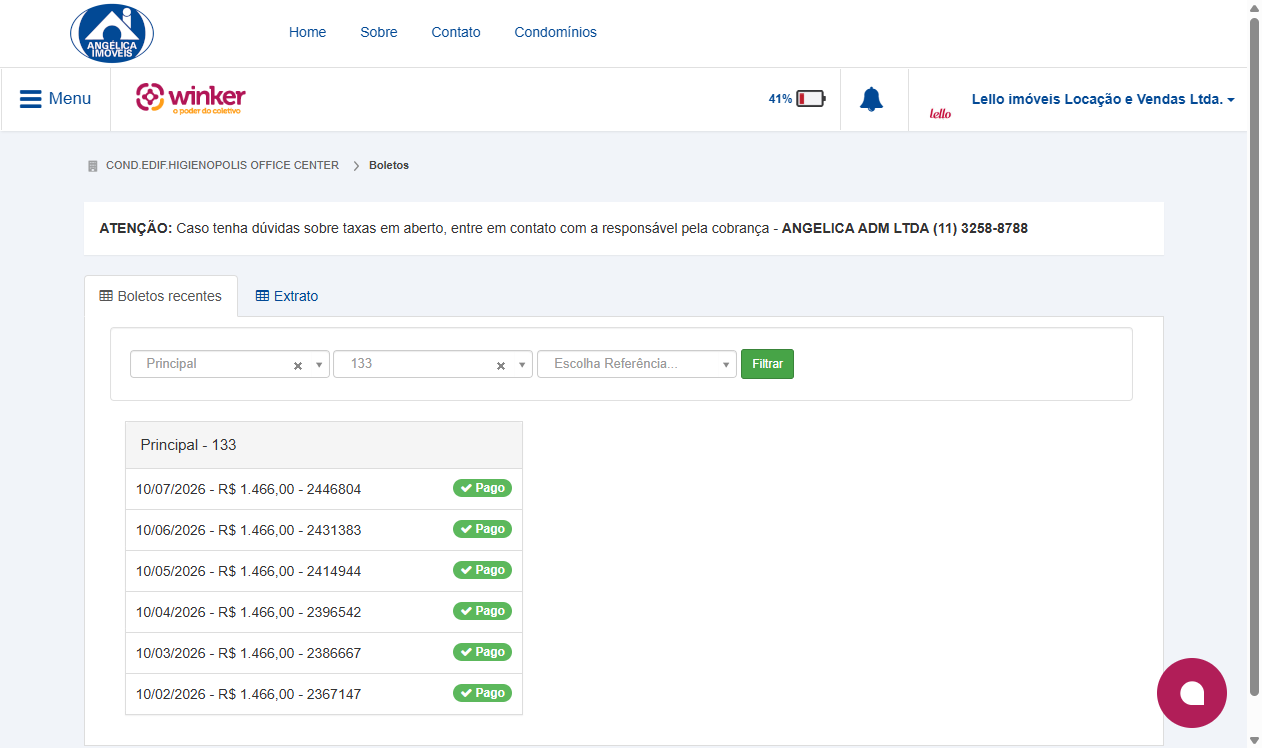 ANGÉLICA
IMÓVEIS
Home Sobre Contato Condomínios
Menu
winker
o poder do coletivo
41%
lello
Lello imóveis Locação e Vendas Ltda.
COND.EDIF.HIGIENOPOLIS OFFICE CENTER > Boletos
ATENÇÃO: Caso tenha dúvidas sobre taxas em aberto, entre em contato com a responsável pela cobrança - ANGELICA ADM LTDA (11) 3258-8788
Boletos recentes Extrato
Principal × 133 × Escolha Referência... Filtrar
Principal - 133
10/07/2026 - R$ 1.466,00 - 2446804 Pago
10/06/2026 - R$ 1.466,00 - 2431383 Pago
10/05/2026 - R$ 1.466,00 - 2414944 Pago
10/04/2026 - R$ 1.466,00 - 2396542 Pago
10/03/2026 - R$ 1.466,00 - 2386667 Pago
10/02/2026 - R$ 1.466,00 - 2367147 Pago